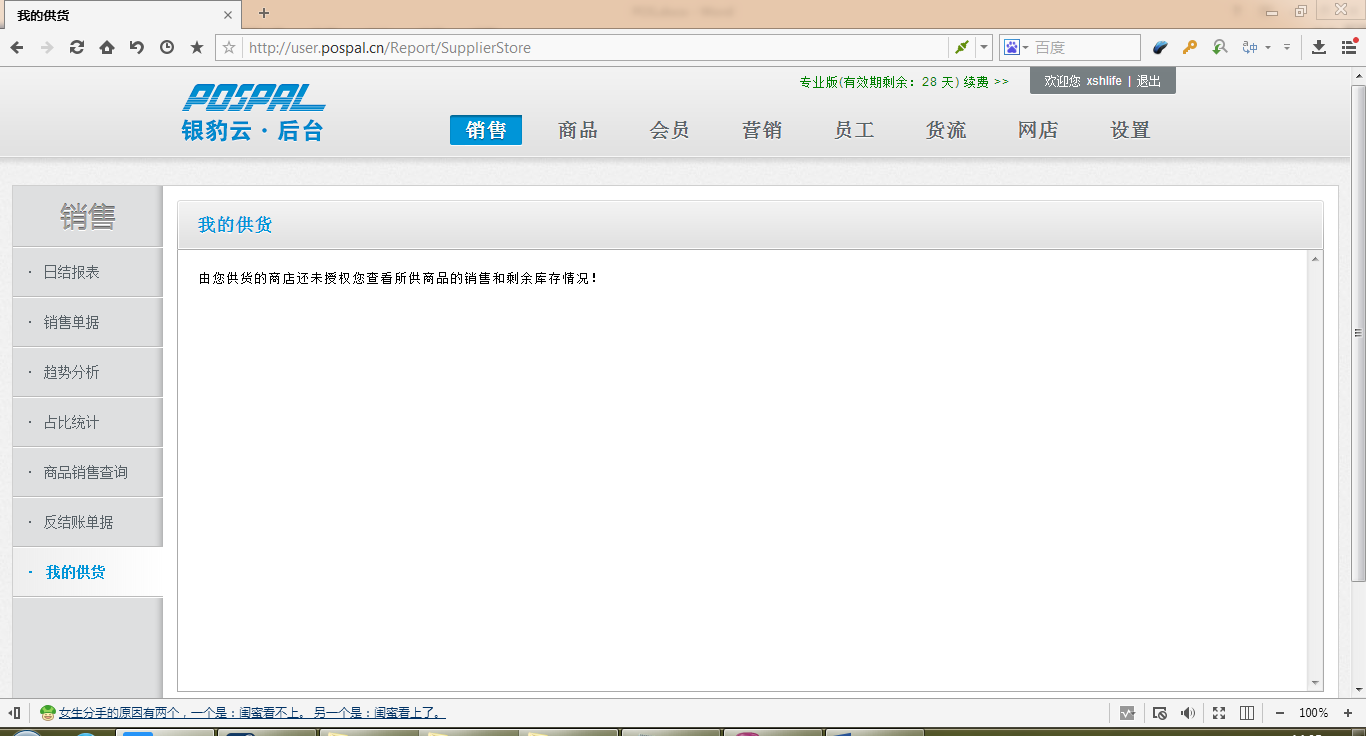 我的供货
http://user.pospal.cn/Report/SupplierStore
百度
专业版(有效期剩余：28 天) 续费 >>
欢迎您 xshlife | 退出
POSPAL
银豹云·后台
销售 商品 会员 营销 员工 货流 网店 设置
销售
· 日结报表
· 销售单据
· 趋势分析
· 占比统计
· 商品销售查询
· 反结账单据
· 我的供货
我的供货
由您供货的商店还未授权您查看所供商品的销售和剩余库存情况！
女生分手的原因有两个，一个是：闺蜜看不上。 另一个是：闺蜜看上了。
100%